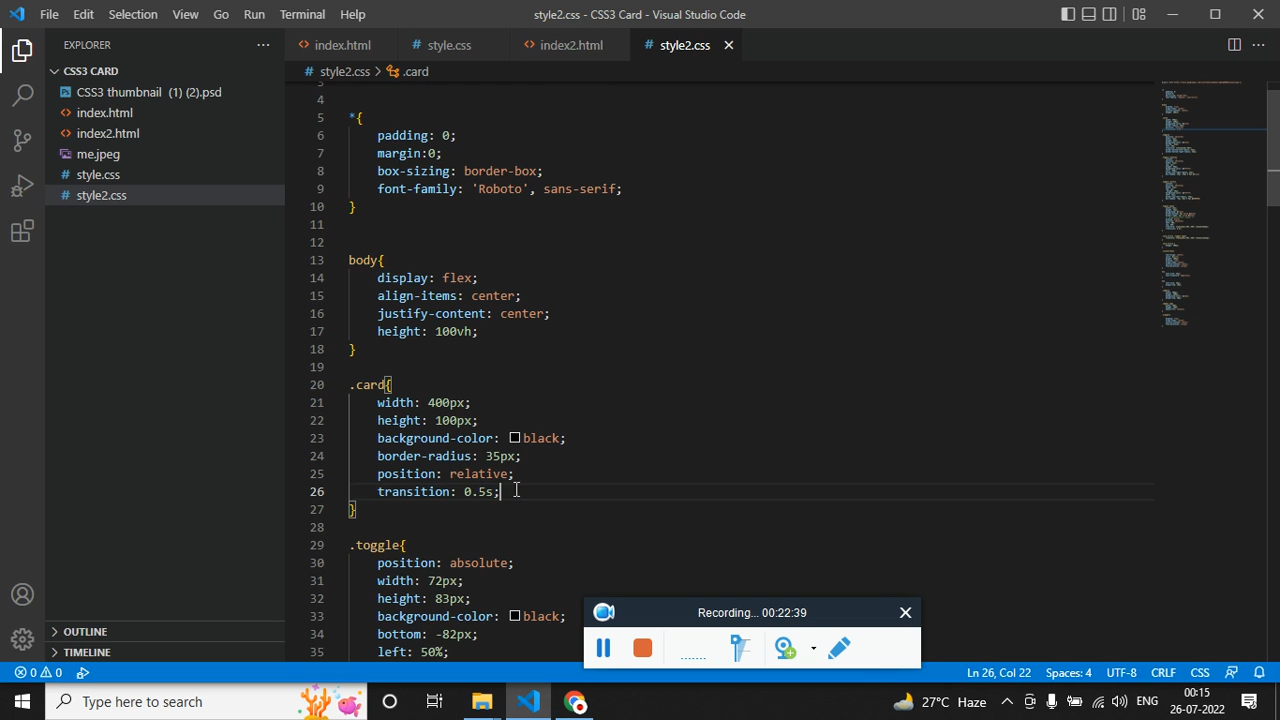 File Edit Selection View Go Run Terminal Help style2.css - CSS3 Card - Visual Studio Code
EXPLORER
index.html style.css index2.html style2.css
CSS3 CARD
style2.css > .card
CSS3 thumbnail (1) (2).psd
index.html
index2.html
me.jpeg
style.css
style2.css
3
4
5 *{
6 padding: 0;
7 margin:0;
8 box-sizing: border-box;
9 font-family: 'Roboto', sans-serif;
10 }
11
12
13 body{
14 display: flex;
15 align-items: center;
16 justify-content: center;
17 height: 100vh;
18 }
19
20 .card{
21 width: 400px;
22 height: 100px;
23 background-color: black;
24 border-radius: 35px;
25 position: relative;
26 transition: 0.5s;
27 }
28
29 .toggle{
30 position: absolute;
31 width: 72px;
32 height: 83px;
33 background-color: black;
34 bottom: -82px;
35 left: 50%;
Recording... 00:22:39
OUTLINE
TIMELINE
0 0 Ln 26, Col 22 Spaces: 4 UTF-8 CRLF CSS
Type here to search 27°C Haze ENG
00:15
26-07-2022